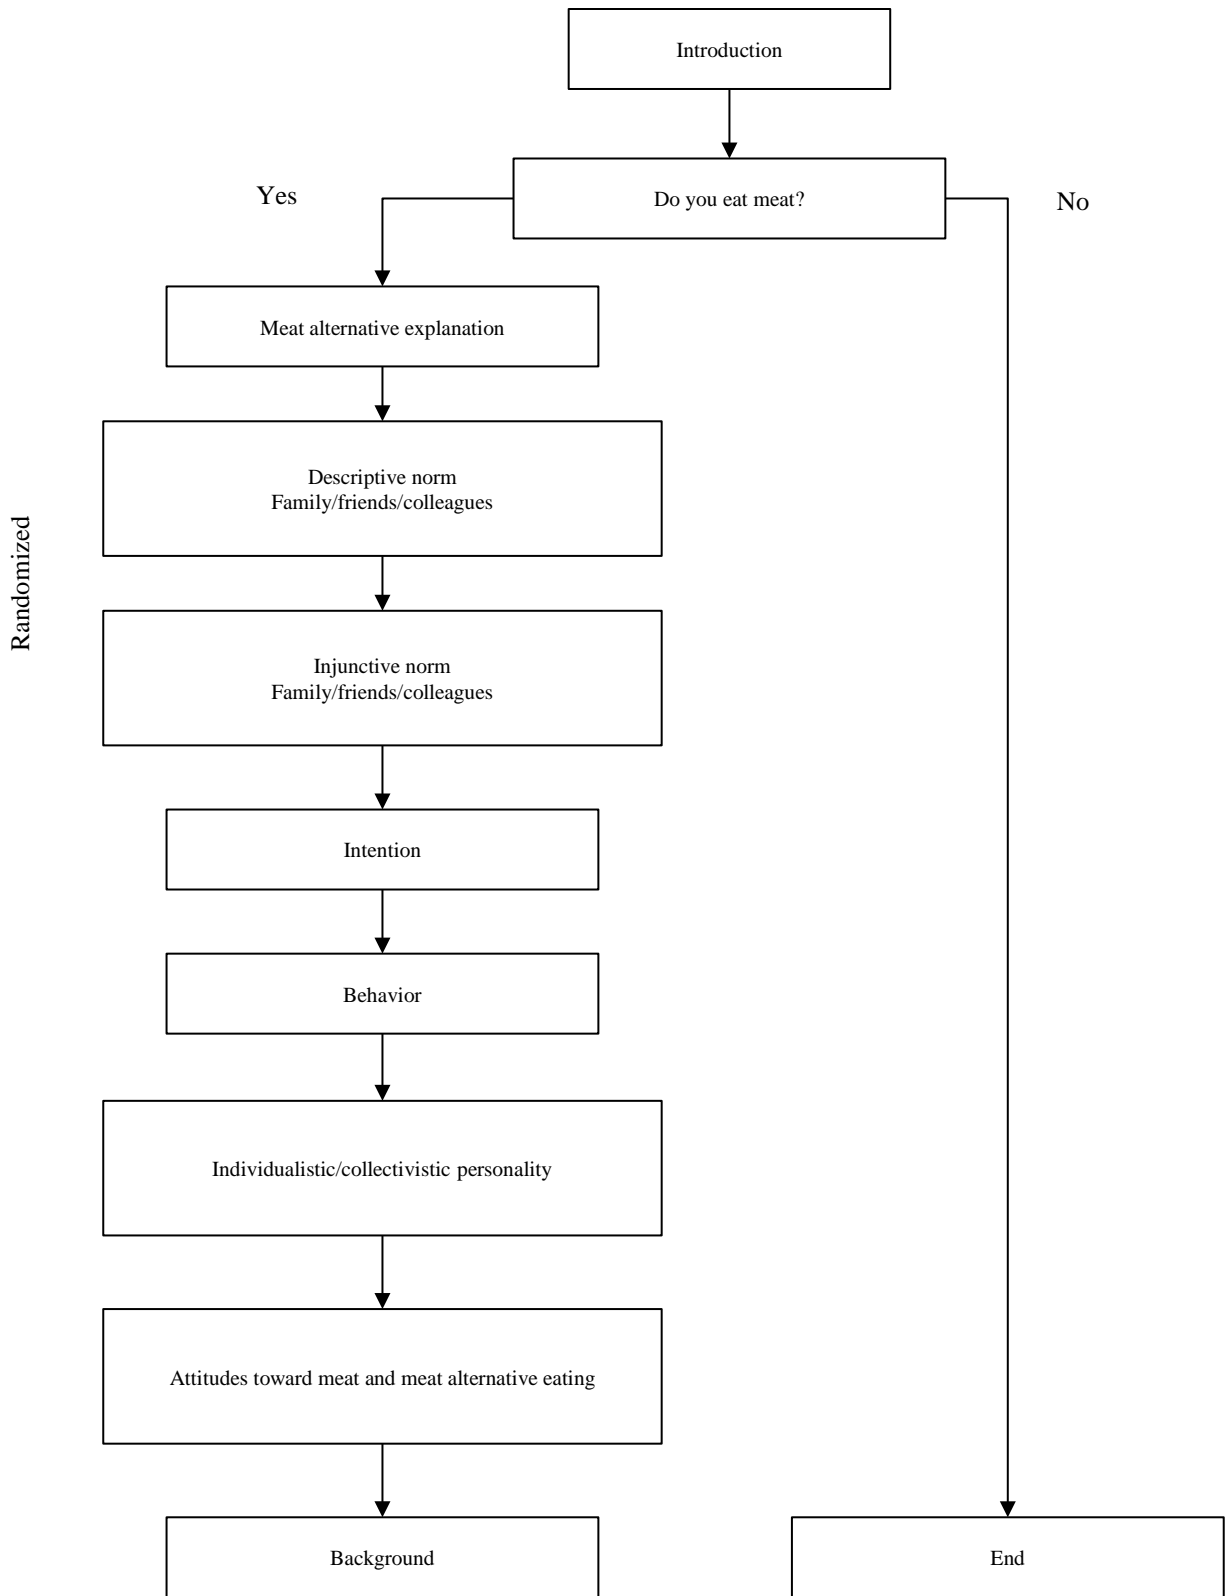 Introduction
Do you eat meat?
Yes
No
Meat alternative explanation
Descriptive norm
Family/friends/colleagues
Randomized
Injunctive norm
Family/friends/colleagues
Intention
Behavior
Individualistic/collectivistic personality
Attitudes toward meat and meat alternative eating
Background
End